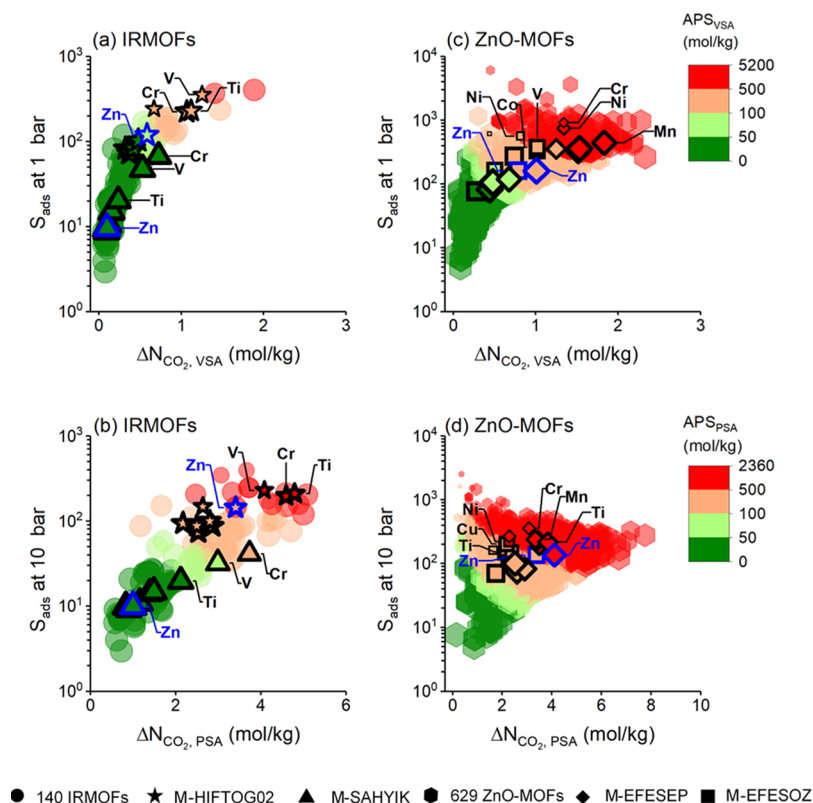 (a) IRMOFs
10³
10²
10¹
10⁰
S_ads at 1 bar
V
Cr
Ti
Zn
Cr
V
Ti
Zn
0 1 2 3
ΔN_CO₂, VSA (mol/kg)
(c) ZnO-MOFs
10⁴
10³
10²
10¹
10⁰
S_ads at 1 bar
V
Cr
Ni
Co
Ni
Mn
Zn
Zn
0 1 2 3
ΔN_CO₂, VSA (mol/kg)
APS_VSA
(mol/kg)
5200
500
100
50
0
(b) IRMOFs
10³
10²
10¹
10⁰
S_ads at 10 bar
V
Cr
Ti
Zn
Cr
V
Ti
Zn
0 2 4 6
ΔN_CO₂, PSA (mol/kg)
(d) ZnO-MOFs
10⁴
10³
10²
10¹
10⁰
S_ads at 10 bar
Cr
Mn
Ni
Ti
Cu
Ti
Zn
Zn
0 2 4 6 8 10
ΔN_CO₂, PSA (mol/kg)
APS_PSA
(mol/kg)
2360
500
100
50
0
140 IRMOFs M-HIFTOG02 M-SAHYIK 629 ZnO-MOFs M-EFESEP M-EFESOZ